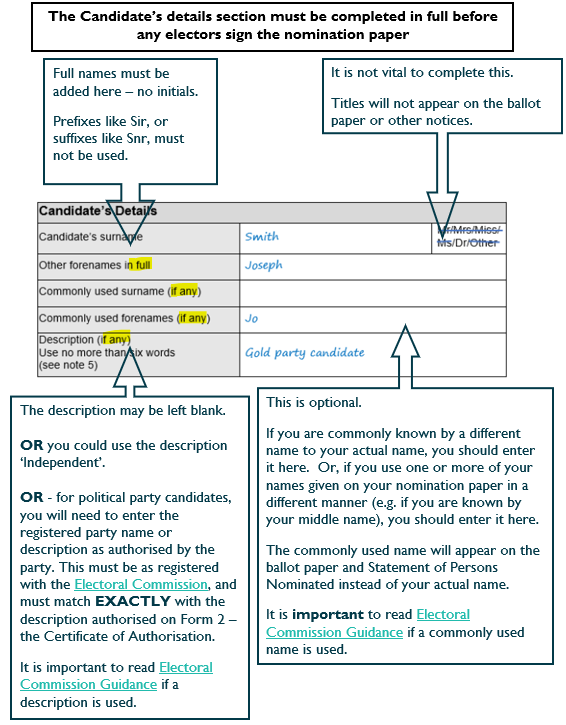 The Candidate's details section must be completed in full before
any electors sign the nomination paper
Full names must be
added here – no initials.
Prefixes like Sir, or
suffixes like Snr, must
not be used.
It is not vital to complete this.
Titles will not appear on the ballot
paper or other notices.
Candidate's Details
Candidate's surname
Smith
Mr/Mrs/Miss/
Ms/Dr/Other
Other forenames in full
Joseph
Commonly used surname (if any)
Commonly used forenames (if any)
Jo
Description (if any)
Use no more than six words
(see note 5)
Gold party candidate
The description may be left blank.
OR you could use the description
'Independent'.
OR - for political party candidates,
you will need to enter the
registered party name or
description as authorised by the
party. This must be as registered
with the Electoral Commission, and
must match EXACTLY with the
description authorised on Form 2 –
the Certificate of Authorisation.
It is important to read Electoral
Commission Guidance if a
description is used.
This is optional.
If you are commonly known by a different
name to your actual name, you should enter
it here.  Or, if you use one or more of your
names given on your nomination paper in a
different manner (e.g. if you are known by
your middle name), you should enter it here.
The commonly used name will appear on the
ballot paper and Statement of Persons
Nominated instead of your actual name.
It is important to read Electoral
Commission Guidance if a commonly used
name is used.